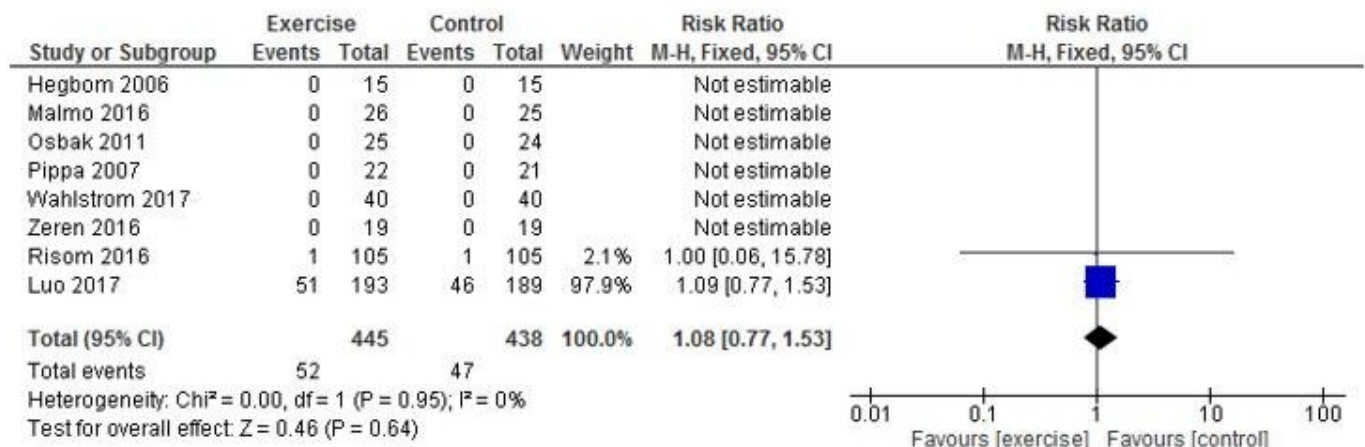 Exercise Control Risk Ratio Risk Ratio
Study or Subgroup Events Total Events Total Weight M-H, Fixed, 95% CI M-H, Fixed, 95% CI
Hegbom 2006 0 15 0 15 Not estimable
Malmo 2016 0 26 0 25 Not estimable
Osbak 2011 0 25 0 24 Not estimable
Pippa 2007 0 22 0 21 Not estimable
Wahlstrom 2017 0 40 0 40 Not estimable
Zeren 2016 0 19 0 19 Not estimable
Risom 2016 1 105 1 105 2.1% 1.00 [0.06, 15.78]
Luo 2017 51 193 46 189 97.9% 1.09 [0.77, 1.53]
Total (95% CI) 445 438 100.0% 1.08 [0.77, 1.53]
Total events 52 47
Heterogeneity: Chi² = 0.00, df = 1 (P = 0.95); I² = 0%
0.01 0.1 1 10 100
Test for overall effect: Z = 0.46 (P = 0.64)
Favours [exercise] Favours [control]